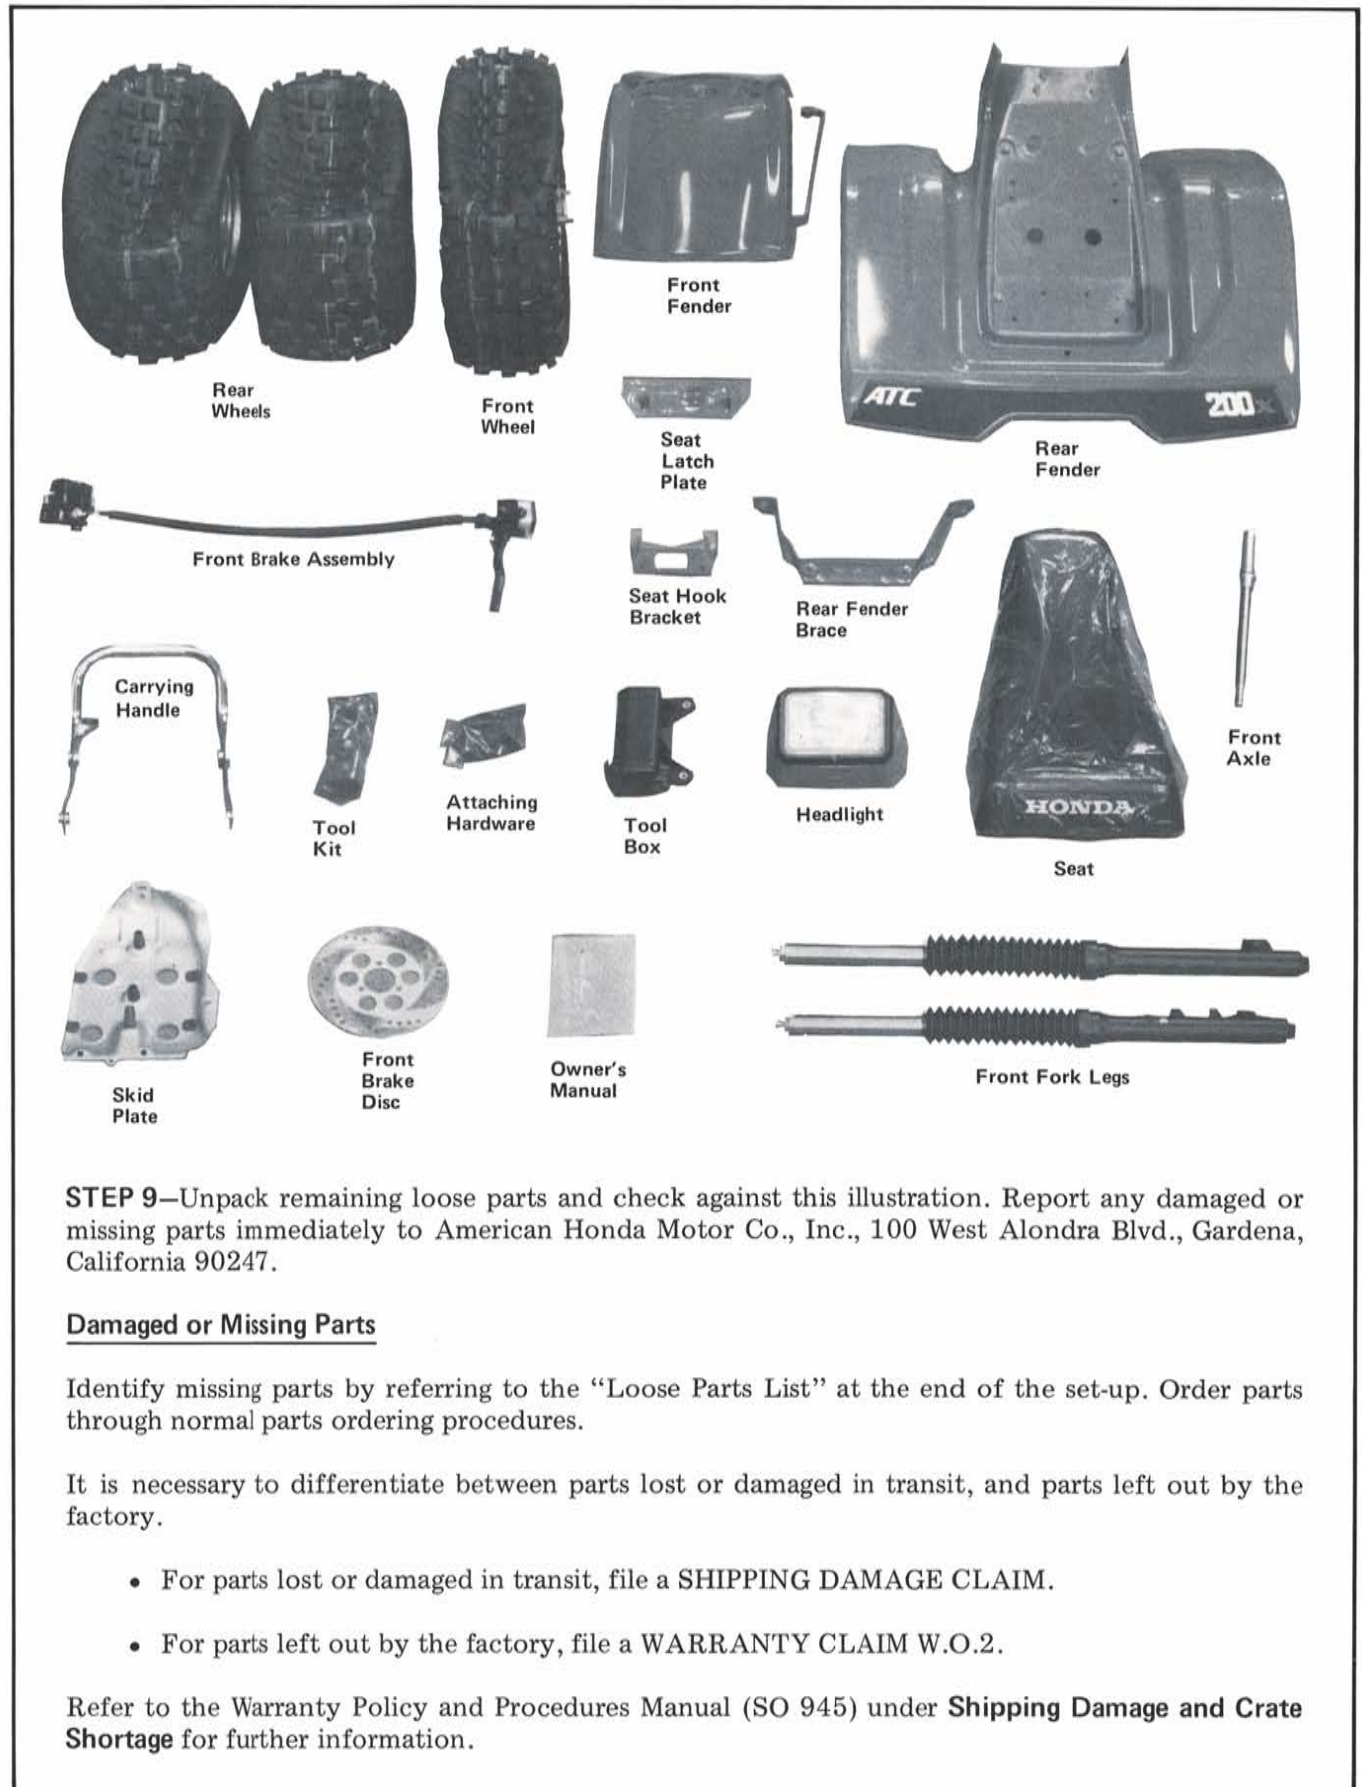 Rear
Wheels
Front
Wheel
Front
Fender
Seat
Latch
Plate
ATC
200x
Rear
Fender
Front Brake Assembly
Seat Hook
Bracket
Rear Fender
Brace
Carrying
Handle
Tool
Kit
Attaching
Hardware
Tool
Box
Headlight
HONDA
Seat
Front
Axle
Skid
Plate
Front
Brake
Disc
Owner's
Manual
Front Fork Legs
STEP 9—Unpack remaining loose parts and check against this illustration. Report any damaged or
missing parts immediately to American Honda Motor Co., Inc., 100 West Alondra Blvd., Gardena,
California 90247.
Damaged or Missing Parts
Identify missing parts by referring to the “Loose Parts List” at the end of the set-up. Order parts
through normal parts ordering procedures.
It is necessary to differentiate between parts lost or damaged in transit, and parts left out by the
factory.
• For parts lost or damaged in transit, file a SHIPPING DAMAGE CLAIM.
• For parts left out by the factory, file a WARRANTY CLAIM W.O.2.
Refer to the Warranty Policy and Procedures Manual (SO 945) under Shipping Damage and Crate
Shortage for further information.